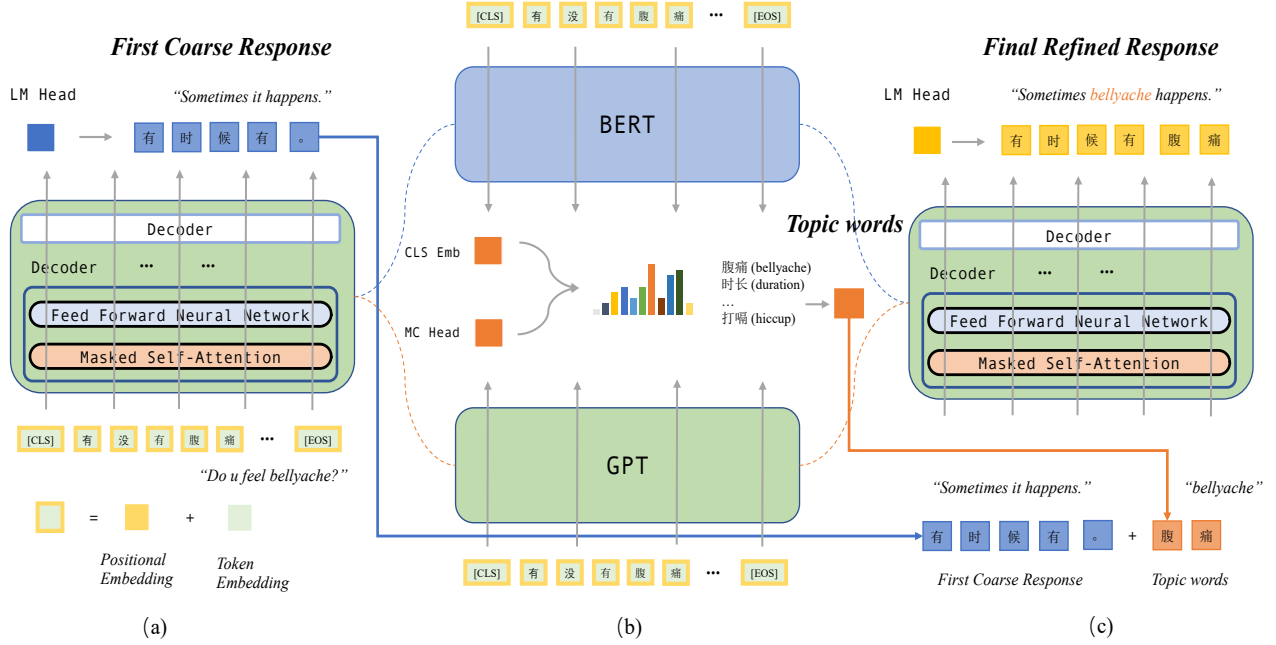 First Coarse Response
LM Head
“Sometimes it happens.”
有 时 候 有 。
Decoder
Decoder ... ...
Feed Forward Neural Network
Masked Self-Attention
[CLS] 有 没 有 腹 痛 ... [EOS]
“Do u feel bellyache?”
= +
Positional Embedding
Token Embedding
(a)
[CLS] 有 没 有 腹 痛 ... [EOS]
BERT
CLS Emb
MC Head
Topic words
腹痛 (bellyache)
时长 (duration)
...
打嗝 (hiccup)
GPT
[CLS] 有 没 有 腹 痛 ... [EOS]
(b)
Final Refined Response
LM Head
“Sometimes bellyache happens.”
有 时 候 有 腹 痛
Decoder
Decoder ... ...
Feed Forward Neural Network
Masked Self-Attention
“Sometimes it happens.” “bellyache”
有 时 候 有 。 + 腹 痛
First Coarse Response Topic words
(c)